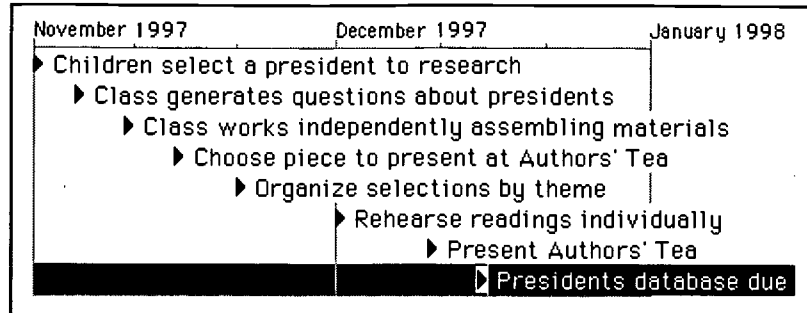 November 1997 December 1997 January 1998
Children select a president to research
Class generates questions about presidents
Class works independently assembling materials
Choose piece to present at Authors' Tea
Organize selections by theme
Rehearse readings individually
Present Authors' Tea
Presidents database due